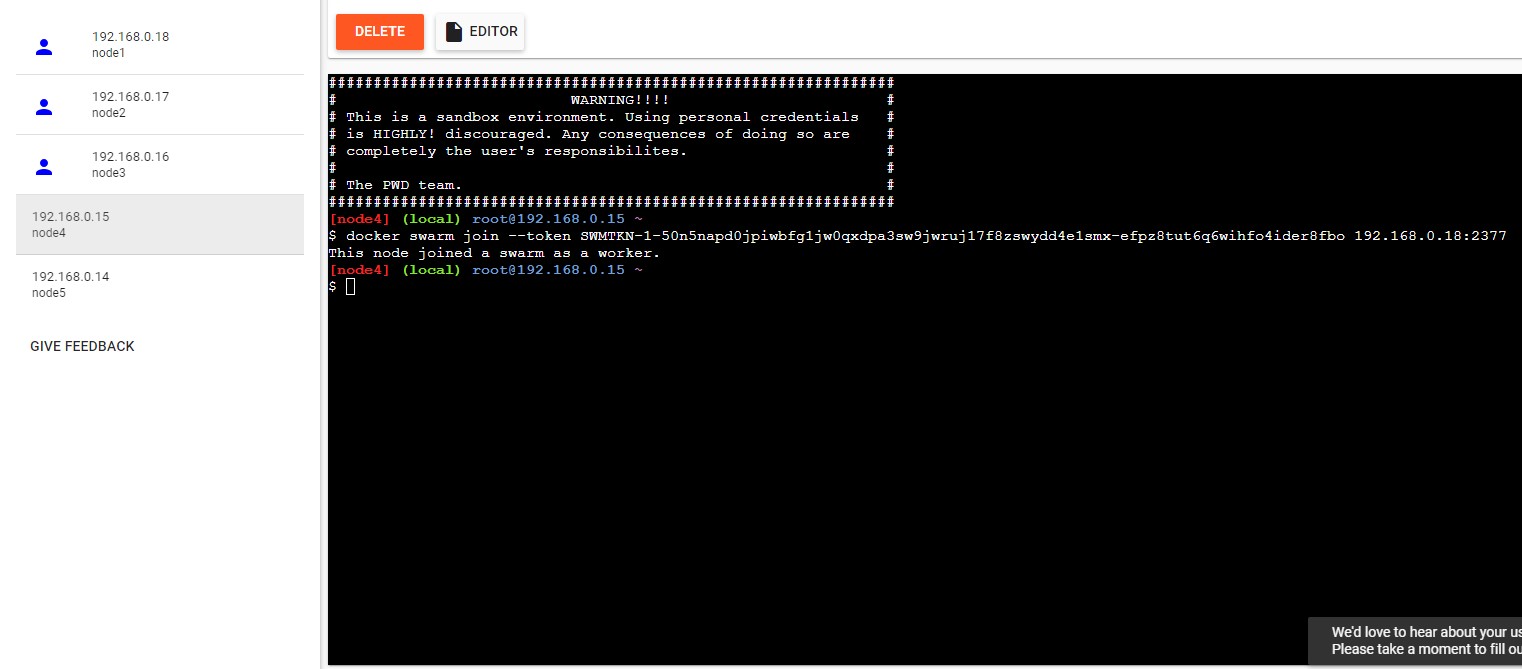 192.168.0.18
node1
192.168.0.17
node2
192.168.0.16
node3
192.168.0.15
node4
192.168.0.14
node5
GIVE FEEDBACK
DELETE
EDITOR
###############################################################
# WARNING!!!! #
# This is a sandbox environment. Using personal credentials #
# is HIGHLY! discouraged. Any consequences of doing so are #
# completely the user's responsibilites. #
# #
# The PWD team. #
###############################################################
[node4] (local) root@192.168.0.15 ~
$ docker swarm join --token SWMTKN-1-50n5napd0jpiwbfg1jw0qxdpa3sw9jwruj17f8zswydd4e1smx-efpz8tut6q6wihfo4ider8fbo 192.168.0.18:2377
This node joined a swarm as a worker.
[node4] (local) root@192.168.0.15 ~
$
We'd love to hear about your us
Please take a moment to fill ou